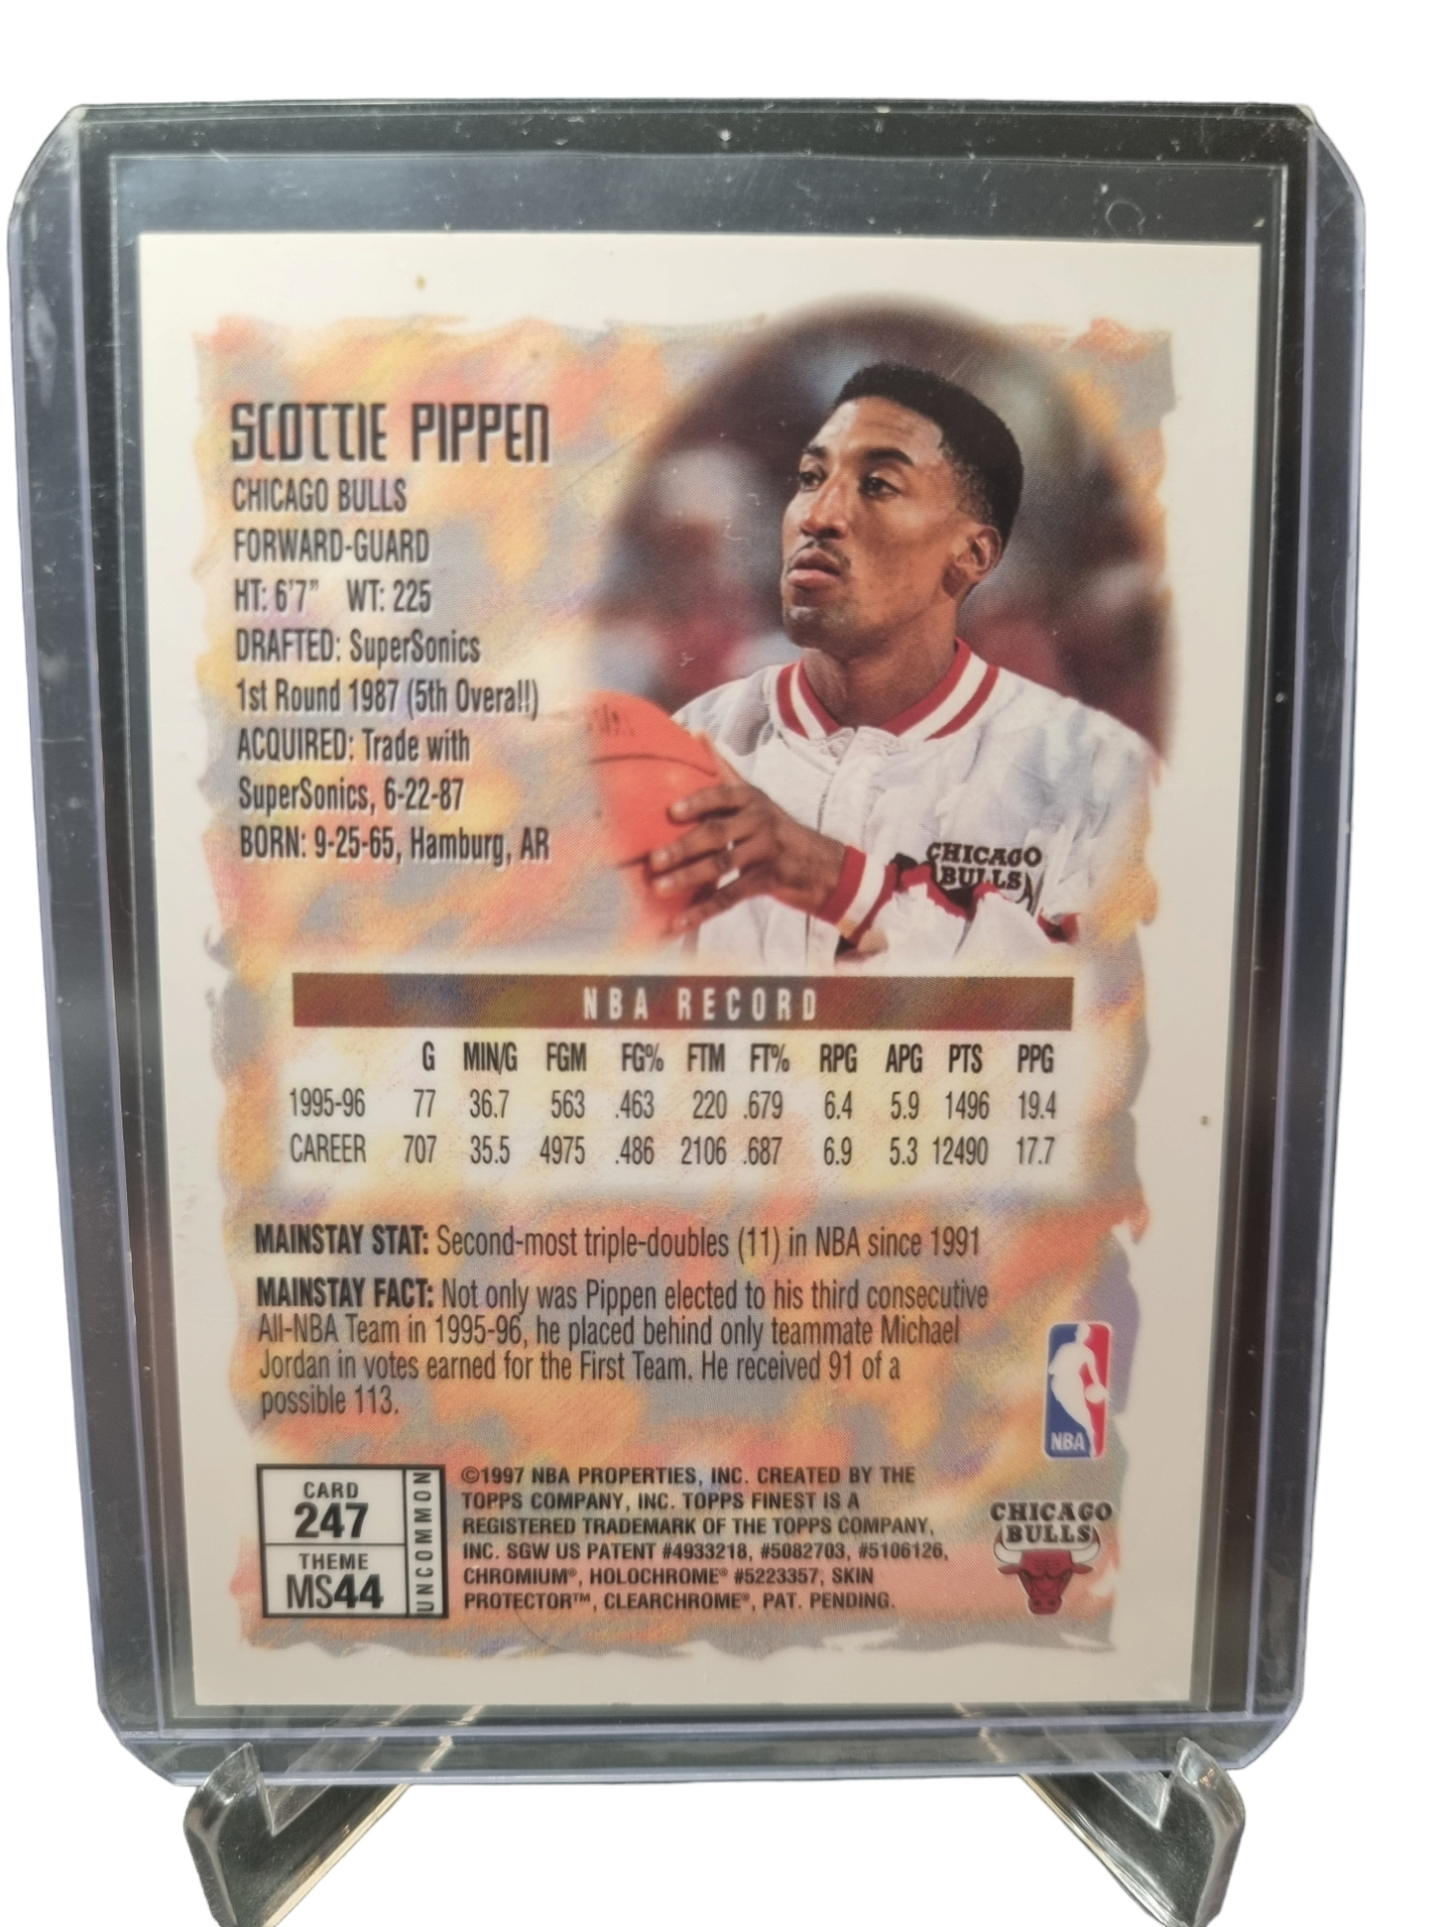 SCOTTIE PIPPEN
CHICAGO BULLS
FORWARD-GUARD
HT: 6'7" WT: 225
DRAFTED: SuperSonics
1st Round 1987 (5th Overall)
ACQUIRED: Trade with
SuperSonics, 6-22-87
BORN: 9-25-65, Hamburg, AR
CHICAGO
BULLS
NBA RECORD
G MIN/G FGM FG% FTM FT% RPG APG PTS PPG
1995-96 77 36.7 563 .463 220 .679 6.4 5.9 1496 19.4
CAREER 707 35.5 4975 .486 2106 .687 6.9 5.3 12490 17.7
MAINSTAY STAT: Second-most triple-doubles (11) in NBA since 1991
MAINSTAY FACT: Not only was Pippen elected to his third consecutive
All-NBA Team in 1995-96, he placed behind only teammate Michael
Jordan in votes earned for the First Team. He received 91 of a
possible 113.
NBA
CARD
247
THEME
MS44
UNCOMMON
©1997 NBA PROPERTIES, INC. CREATED BY THE
TOPPS COMPANY, INC. TOPPS FINEST IS A
REGISTERED TRADEMARK OF THE TOPPS COMPANY,
INC. SGW US PATENT #4933218, #5082703, #5106126,
CHROMIUM®, HOLOCHROME® #5223357, SKIN
PROTECTOR™, CLEARCHROME®, PAT. PENDING.
CHICAGO
BULLS